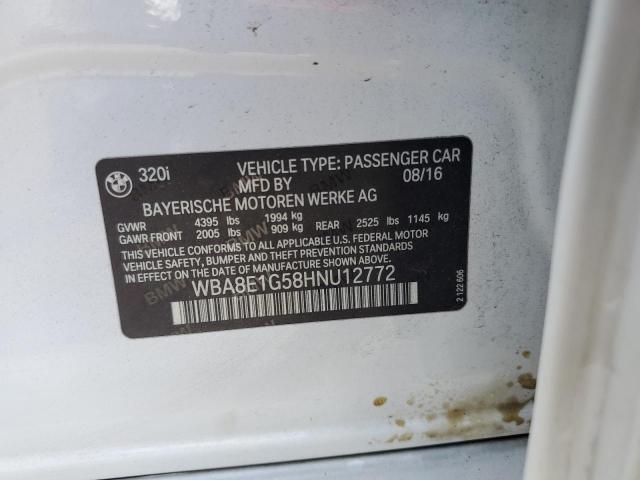 320i VEHICLE TYPE: PASSENGER CAR
MFD BY 08/16
BAYERISCHE MOTOREN WERKE AG
GVWR 4395 lbs 1994 kg
GAWR FRONT 2005 lbs 909 kg REAR 2525 lbs 1145 kg
THIS VEHICLE CONFORMS TO ALL APPLICABLE U.S. FEDERAL MOTOR
VEHICLE SAFETY, BUMPER AND THEFT PREVENTION STANDARDS
IN EFFECT ON THE DATE OF MANUFACTURE SHOWN ABOVE.
WBA8E1G58HNU12772
2 122 606